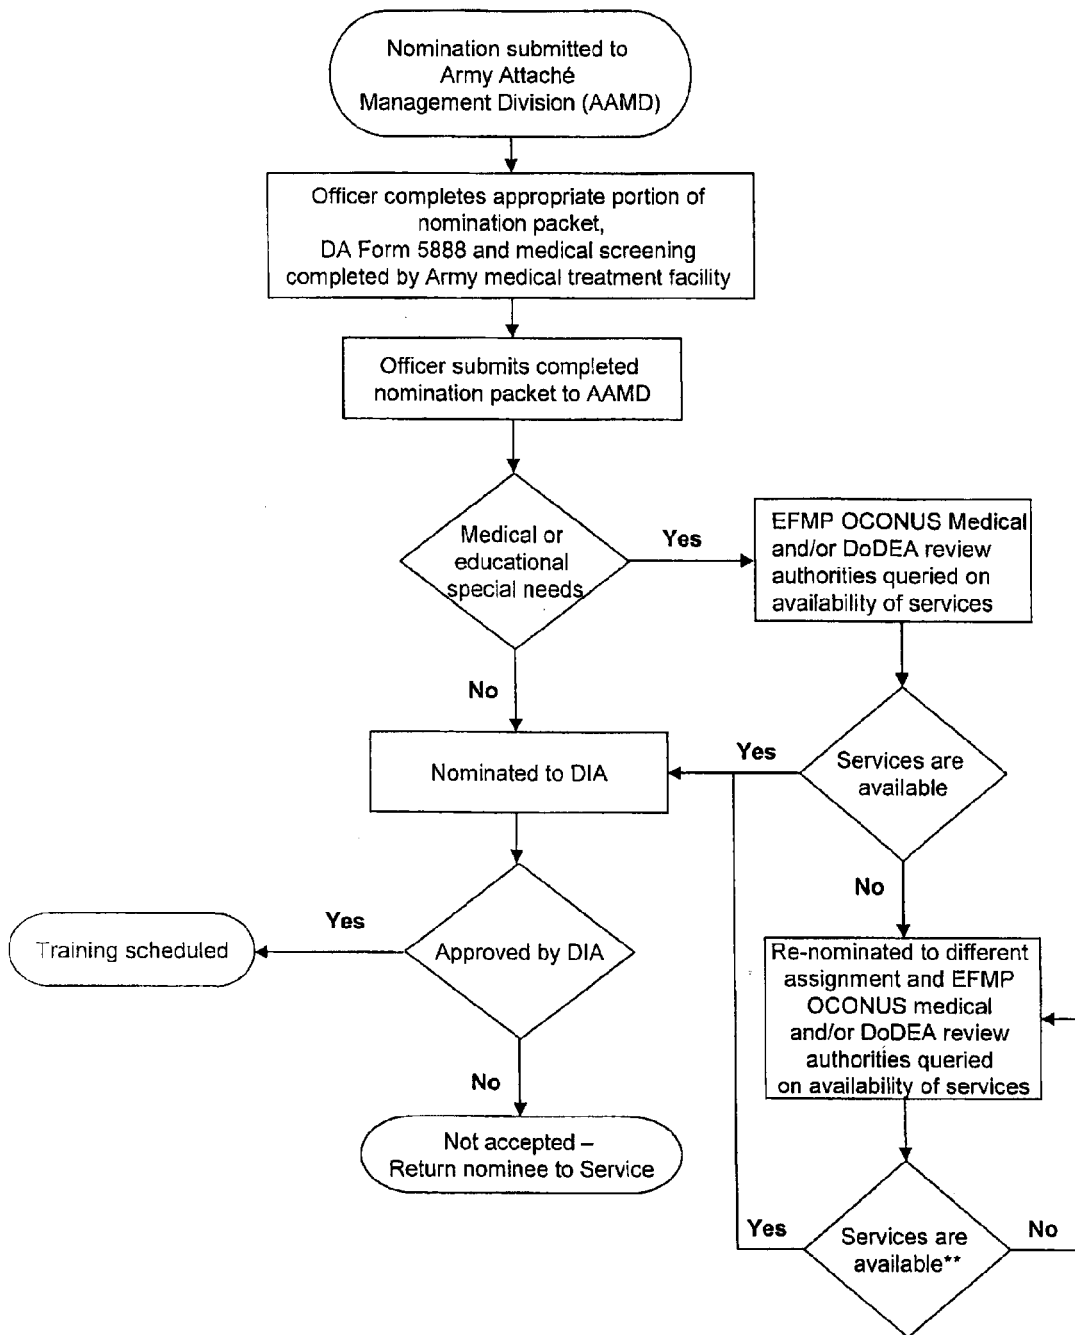 Nomination submitted to
Army Attaché
Management Division (AAMD)
Officer completes appropriate portion of
nomination packet,
DA Form 5888 and medical screening
completed by Army medical treatment facility
Officer submits completed
nomination packet to AAMD
Medical or
educational
special needs
Yes
EFMP OCONUS Medical
and/or DoDEA review
authorities queried on
availability of services
No
Nominated to DIA
Yes
Services are
available
No
Approved by DIA
Yes
Training scheduled
No
Not accepted –
Return nominee to Service
Re-nominated to different
assignment and EFMP
OCONUS medical
and/or DoDEA review
authorities queried
on availability of services
Yes
Services are
available**
No